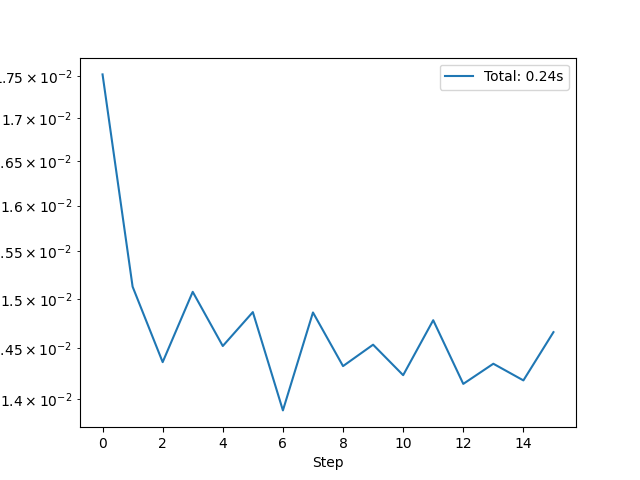 Total: 0.24s
.75 × 10⁻²
1.7 × 10⁻²
.65 × 10⁻²
1.6 × 10⁻²
.55 × 10⁻²
1.5 × 10⁻²
.45 × 10⁻²
1.4 × 10⁻²
0 2 4 6 8 10 12 14
Step